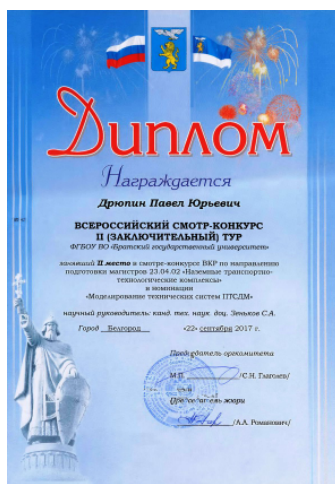 Диплом
Награждается
Дрюпин Павел Юрьевич
ВСЕРОССИЙСКИЙ СМОТР-КОНКУРС
II (ЗАКЛЮЧИТЕЛЬНЫЙ) ТУР
ФГБОУ ВО «Братский государственный университет»
занявший II место в смотре-конкурсе ВКР по направлению
подготовки магистров 23.04.02 «Наземные транспортно-
технологические комплексы»
в номинации
«Моделирование технических систем ПТСДМ»
научный руководитель: канд. тех. наук, доц. Зеньков С.А.
Город Белгород «22» сентября 2017 г.
Председатель оргкомитета
М.П. /С.Н. Глаголев/
Председатель жюри
/А.А. Романович/